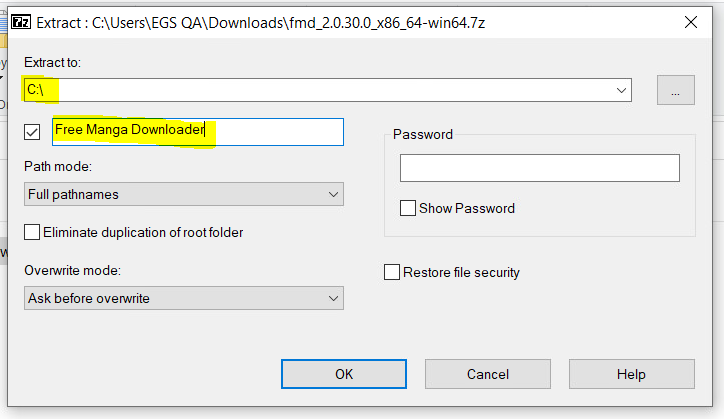 7z Extract : C:\Users\EGS QA\Downloads\fmd_2.0.30.0_x86_64-win64.7z
Extract to:
C:\
...
Free Manga Downloader
Password
Path mode:
Full pathnames
Show Password
Eliminate duplication of root folder
Overwrite mode:
Restore file security
Ask before overwrite
OK
Cancel
Help